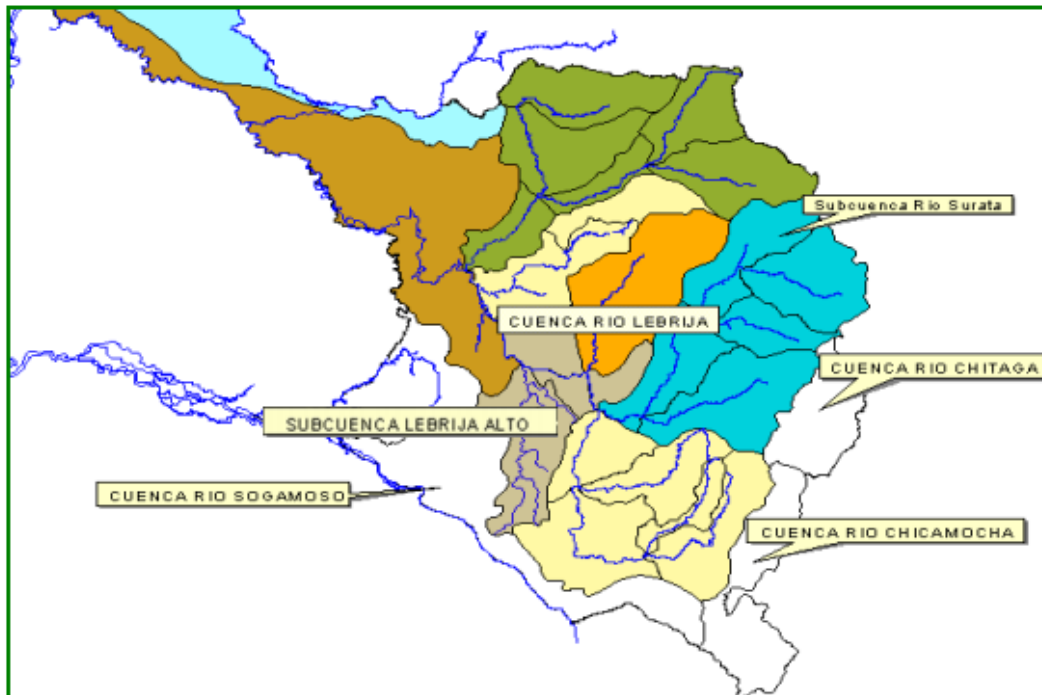 Subcuenca Rio Surata
CUENCA RIO LEBRIJA
CUENCA RIO CHITAGA
SUBCUENCA LEBRIJA ALTO
CUENCA RIO SOGAMOSO
CUENCA RIO CHICAMOCHA